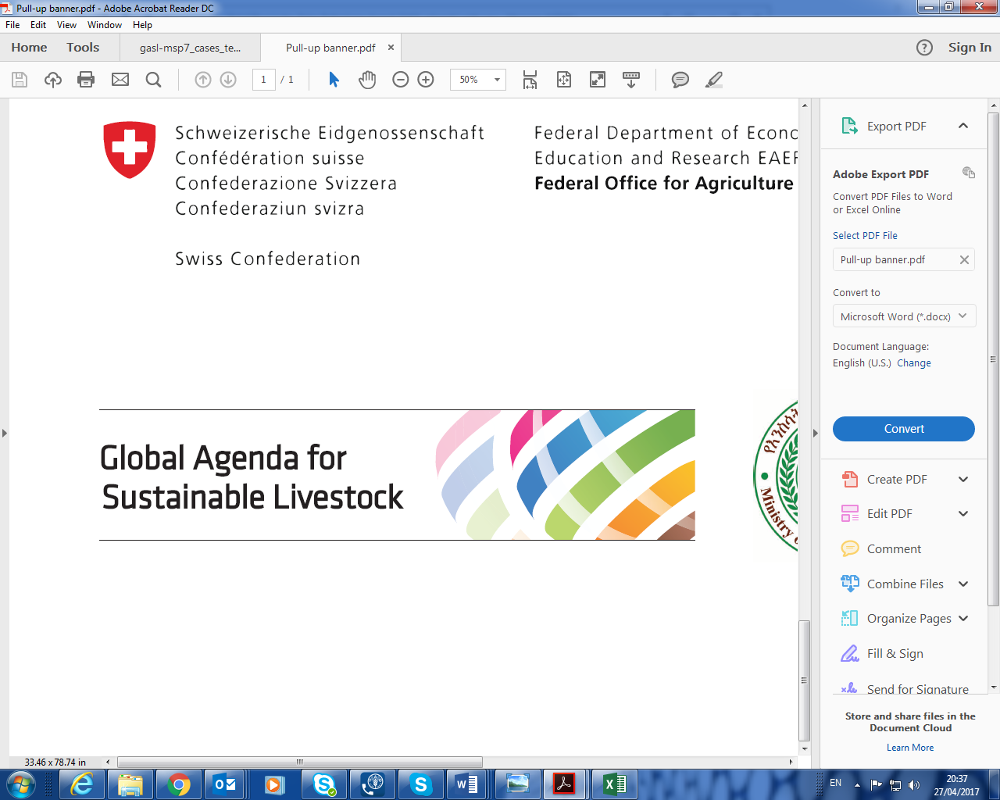 Pull-up banner.pdf - Adobe Acrobat Reader DC
File Edit View Window Help
Home Tools gasl-msp7_cases_te... Pull-up banner.pdf Sign In
1 / 1 50%
Schweizerische Eidgenossenschaft
Confédération suisse
Confederazione Svizzera
Confederaziun svizra
Swiss Confederation
Federal Department of Econo
Education and Research EAER
Federal Office for Agriculture
Global Agenda for
Sustainable Livestock
Ministry
Export PDF
Adobe Export PDF
Convert PDF Files to Word
or Excel Online
Select PDF File
Pull-up banner.pdf
Convert to
Microsoft Word (*.docx)
Document Language:
English (U.S.) Change
Convert
Create PDF
Edit PDF
Comment
Combine Files
Organize Pages
Fill & Sign
Send for Signature
Store and share files in the
Document Cloud
Learn More
33.46 x 78.74 in
EN
20:37
27/04/2017